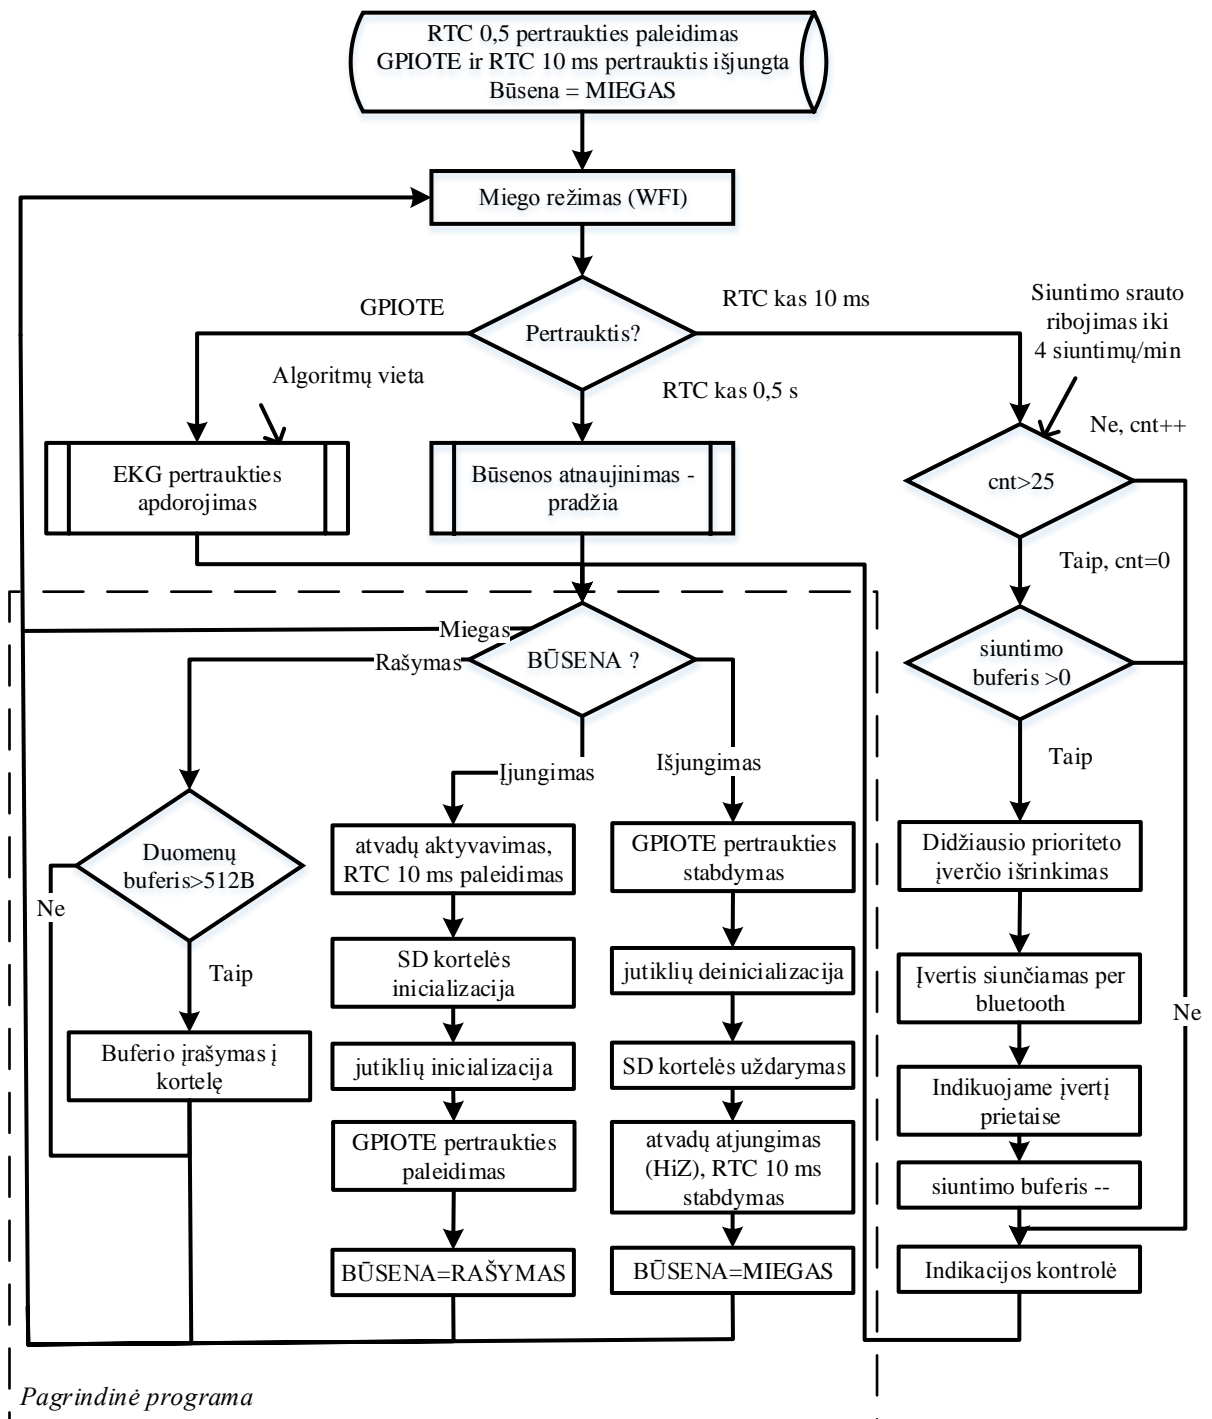 RTC 0,5 pertraukties paleidimas
GPIOTE ir RTC 10 ms pertrauktis išjungta
Būsena = MIEGAS
Miego režimas (WFI)
GPIOTE
Pertrauktis?
RTC kas 10 ms
RTC kas 0,5 s
Siuntimo srauto
ribojimas iki
4 siuntimų/min
Algoritmų vieta
EKG pertraukties
apdorojimas
Būsenos atnaujinimas -
pradžia
Ne, cnt++
cnt>25
Taip, cnt=0
siuntimo
buferis >0
Taip
Ne
Miegas
Rašymas
BŪSENA ?
Įjungimas
Išjungimas
Duomenų
buferis>512B
Ne
Taip
Buferio įrašymas į
kortelę
atvadų aktyvavimas,
RTC 10 ms paleidimas
SD kortelės
inicializacija
jutiklių inicializacija
GPIOTE pertraukties
paleidimas
BŪSENA=RAŠYMAS
GPIOTE pertraukties
stabdymas
jutiklių deinicializacija
SD kortelės uždarymas
atvadų atjungimas
(HiZ), RTC 10 ms
stabdymas
BŪSENA=MIEGAS
Didžiausio prioriteto
įverčio išrinkimas
Įvertis siunčiamas per
bluetooth
Indikuojame įvertį
prietaise
siuntimo buferis --
Indikacijos kontrolė
Pagrindinė programa